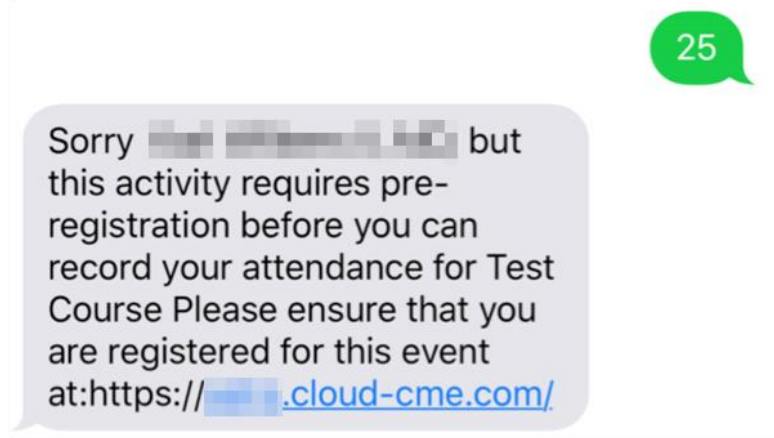 25
Sorry but
this activity requires pre-
registration before you can
record your attendance for Test
Course Please ensure that you
are registered for this event
at:https:// .cloud-cme.com/